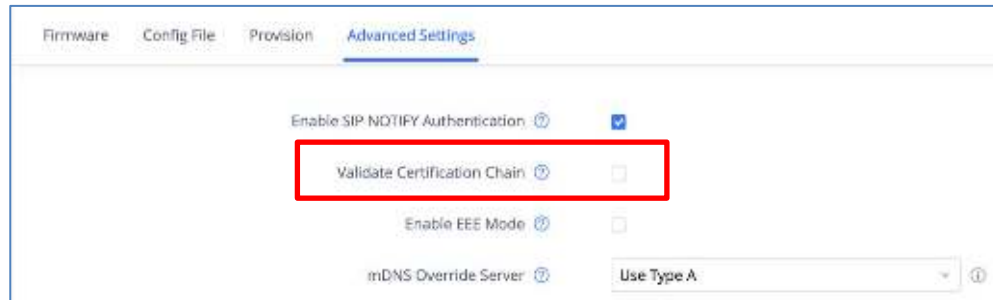 Firmware Config File Provision Advanced Settings
Enable SIP NOTIFY Authentication
Validate Certification Chain
Enable EEE Mode
mDNS Override Server Use Type A